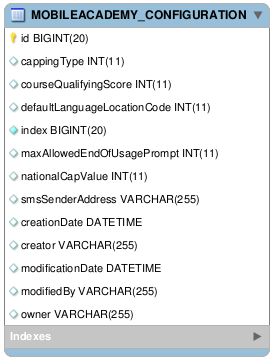 MOBILEACADEMY_CONFIGURATION
id BIGINT(20)
cappingType INT(11)
courseQualifyingScore INT(11)
defaultLanguageLocationCode INT(11)
index BIGINT(20)
maxAllowedEndOfUsagePrompt INT(11)
nationalCapValue INT(11)
smsSenderAddress VARCHAR(255)
creationDate DATETIME
creator VARCHAR(255)
modificationDate DATETIME
modifiedBy VARCHAR(255)
owner VARCHAR(255)
Indexes